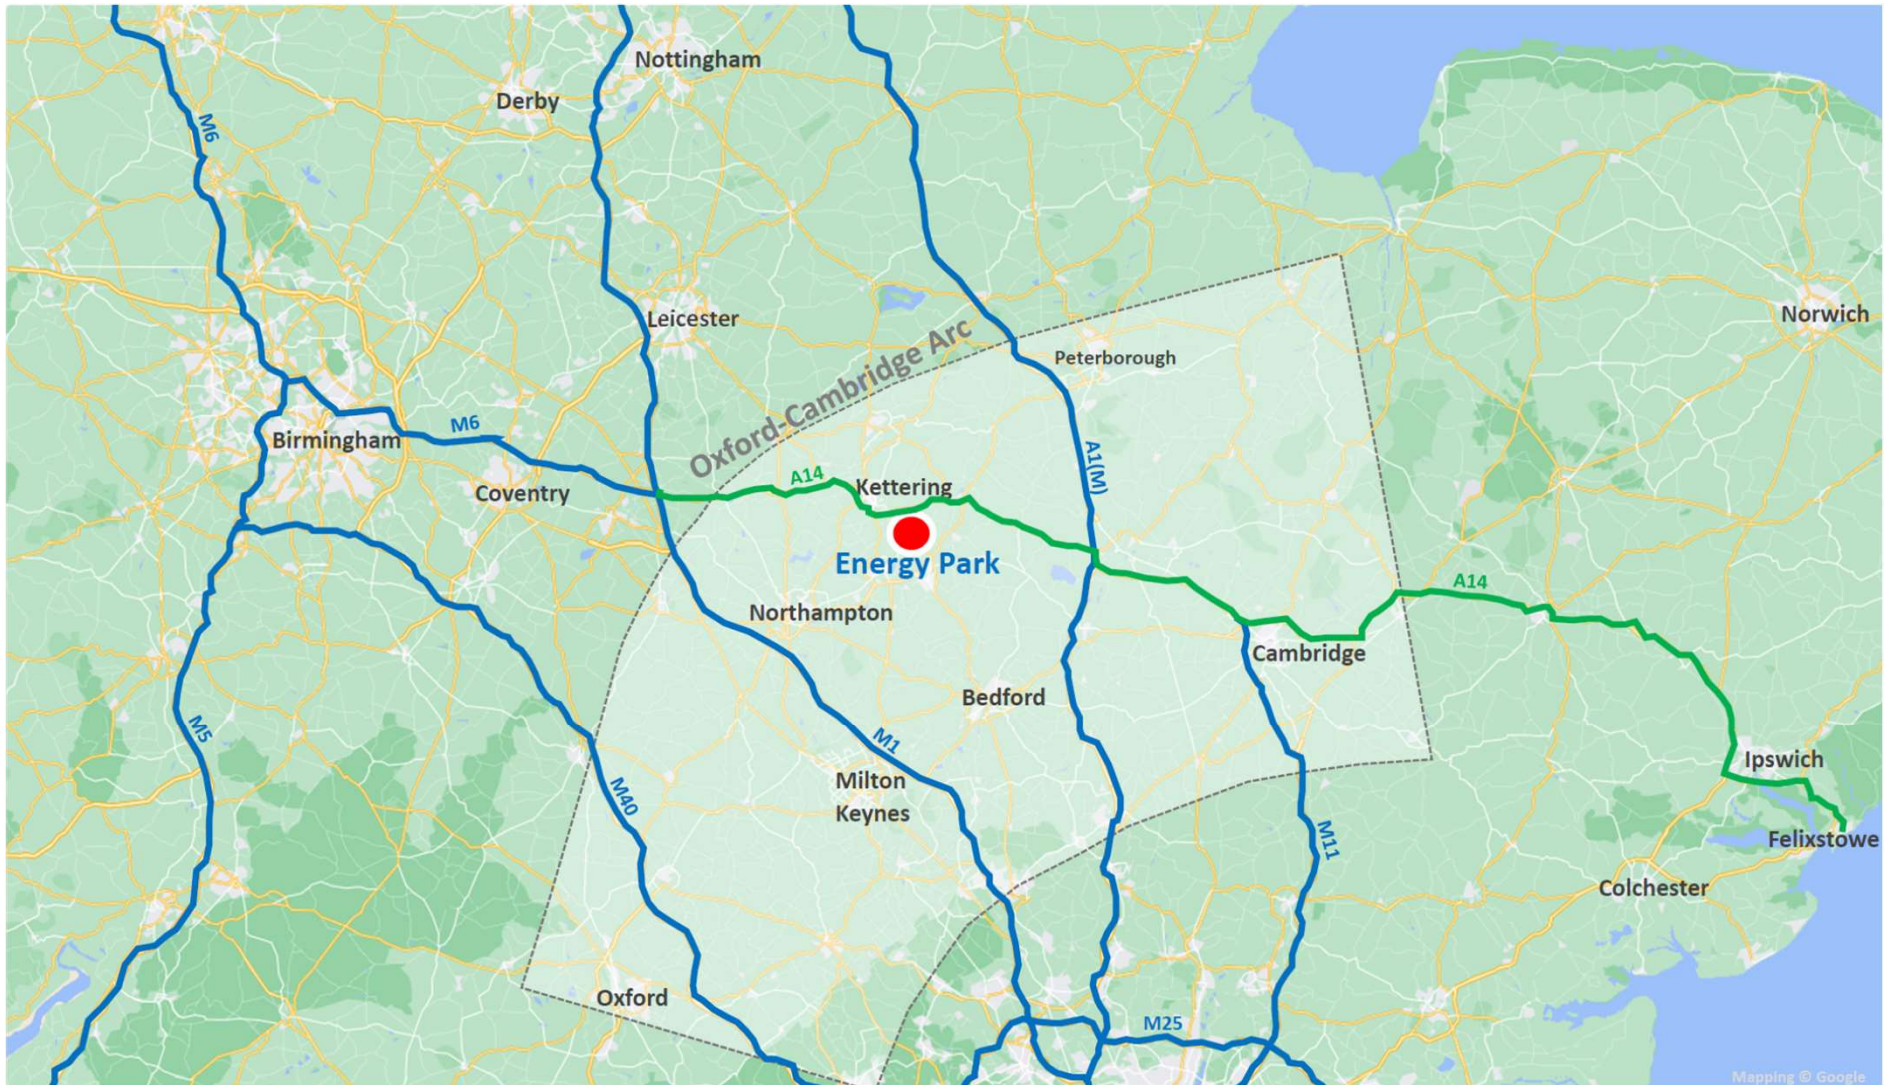 Nottingham
Derby
M6
Norwich
Leicester
Oxford-Cambridge Arc
Peterborough
M6
Birmingham
A1(M)
A14
Kettering
Coventry
Energy Park
A14
Northampton
Cambridge
Bedford
M5
M1
Ipswich
Milton
Keynes
M40
M11
Felixstowe
Colchester
Oxford
M25
Mapping © Google